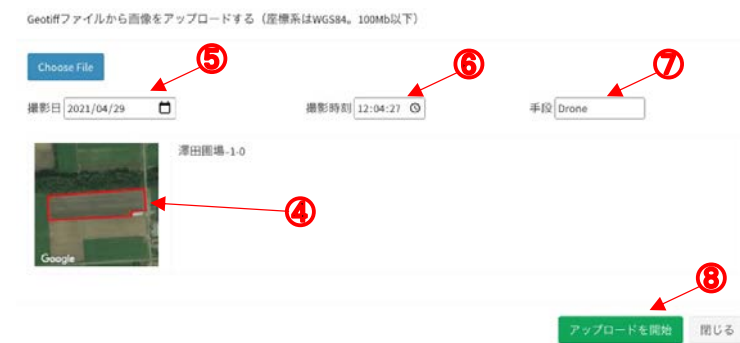 Geotiffファイルから画像をアップロードする（座標系はWGS84。100Mb以下）
Choose File
⑤
⑥
⑦
撮影日 2021/04/29
撮影時刻 12:04:27
手段 Drone
澤田圃場-1-0
④
Google
⑧
アップロードを開始
閉じる